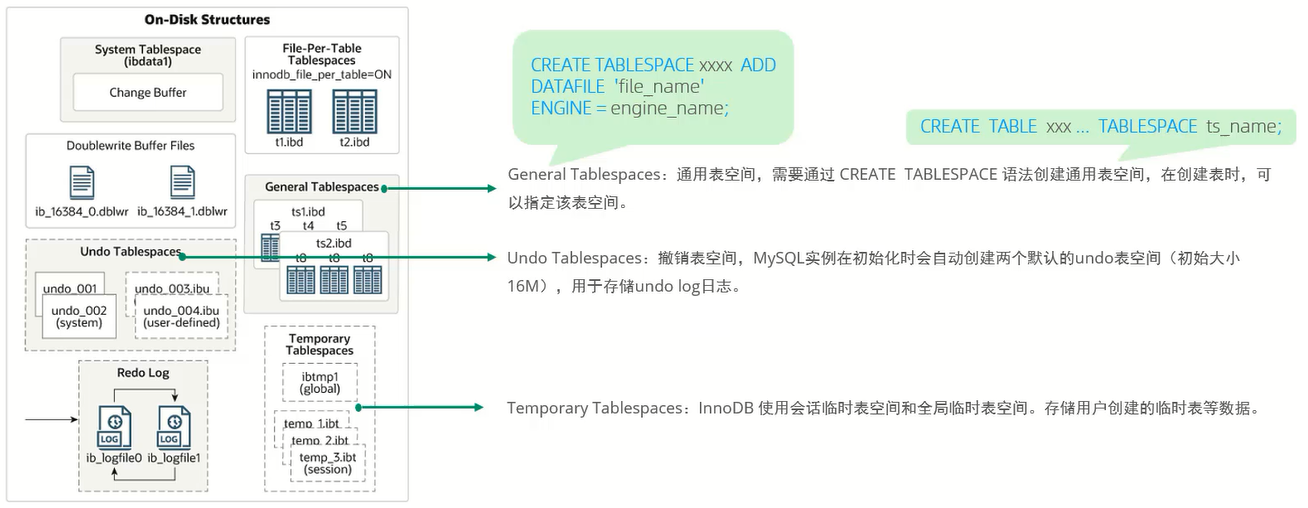 On-Disk Structures
System Tablespace
(ibdata1)
Change Buffer
File-Per-Table
Tablespaces
innodb_file_per_table=ON
t1.ibd t2.ibd
Doublewrite Buffer Files
ib_16384_0.dblwr ib_16384_1.dblwr
General Tablespaces
ts1.ibd
t3 t4 t5
ts2.ibd
t8 t8 t8
Undo Tablespaces
undo_001
undo_002
(system)
undo_003.ibu
undo_004.ibu
(user-defined)
Temporary
Tablespaces
ibtmp1
(global)
temp_1.ibt
temp_2.ibt
temp_3.ibt
(session)
Redo Log
LOG LOG
ib_logfile0 ib_logfile1
CREATE TABLESPACE xxxx ADD
DATAFILE 'file_name'
ENGINE = engine_name;
CREATE TABLE xxx ... TABLESPACE ts_name;
General Tablespaces：通用表空间，需要通过 CREATE TABLESPACE 语法创建通用表空间，在创建表时，可
以指定该表空间。
Undo Tablespaces：撤销表空间，MySQL实例在初始化时会自动创建两个默认的undo表空间（初始大小
16M），用于存储undo log日志。
Temporary Tablespaces：InnoDB 使用会话临时表空间和全局临时表空间。存储用户创建的临时表等数据。